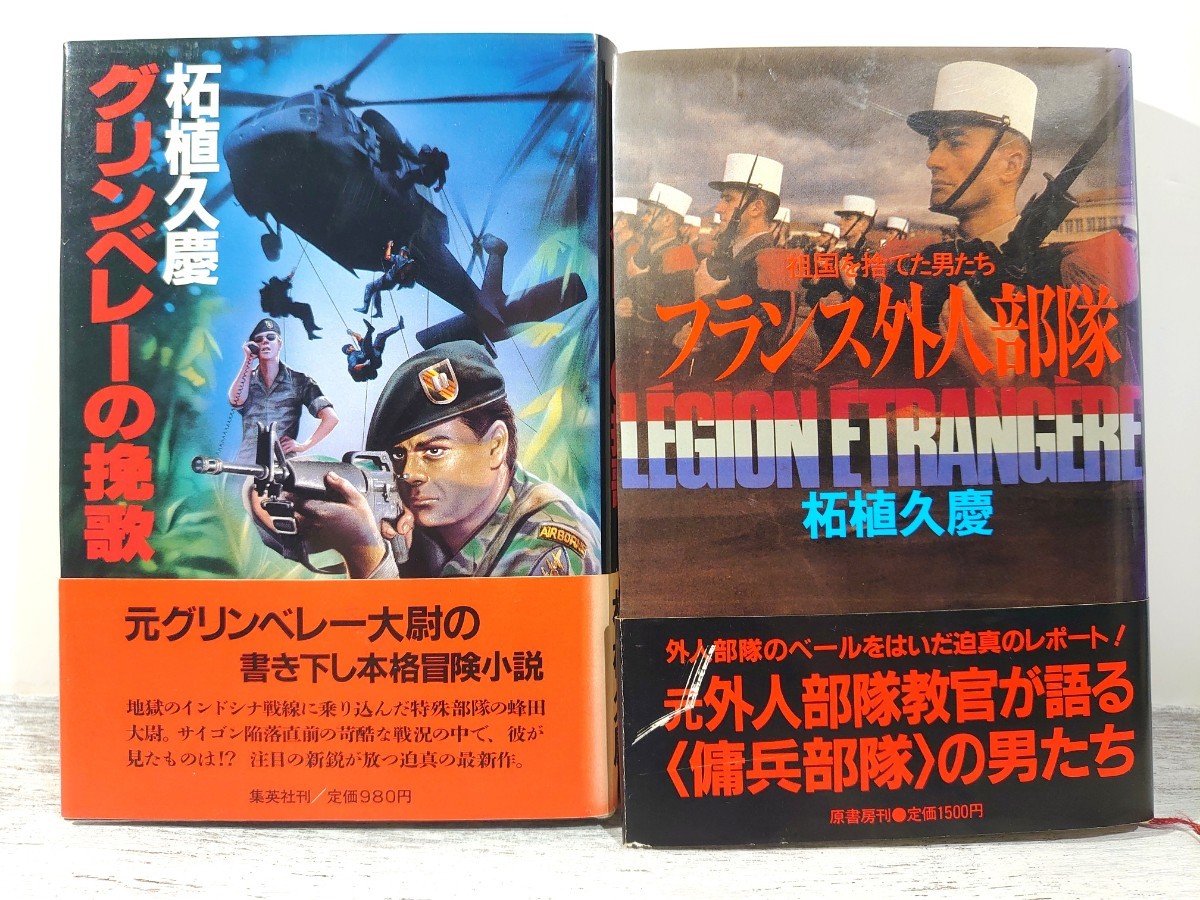 柘植久慶
グリンベレーの挽歌
AIRBORNE
元グリンベレー大尉の
書き下し本格冒険小説
地獄のインドシナ戦線に乗り込んだ特殊部隊の蜂田
大尉。サイゴン陥落直前の苛酷な戦況の中で、彼が
見たものは!? 注目の新鋭が放つ迫真の最新作。
集英社刊/定価980円
祖国を捨てた男たち
フランス外人部隊
LÉGION ÉTRANGÈRE
柘植久慶
外人部隊のベールをはいだ迫真のレポート!
元外人部隊教官が語る
〈傭兵部隊〉の男たち
原書房刊●定価1500円